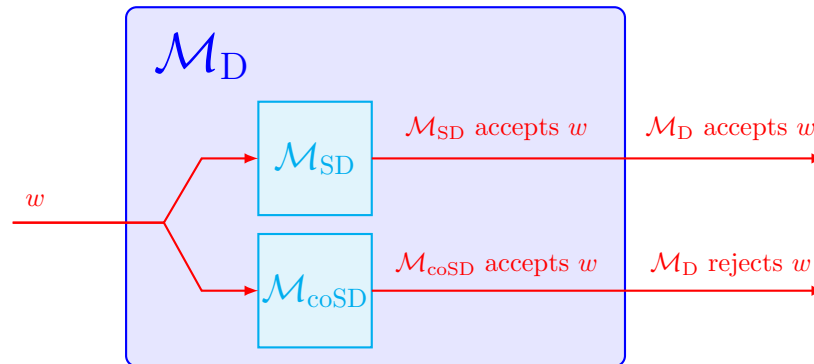 ℳ_D
ℳ_SD accepts w
ℳ_D accepts w
ℳ_SD
w
ℳ_coSD accepts w
ℳ_D rejects w
ℳ_coSD